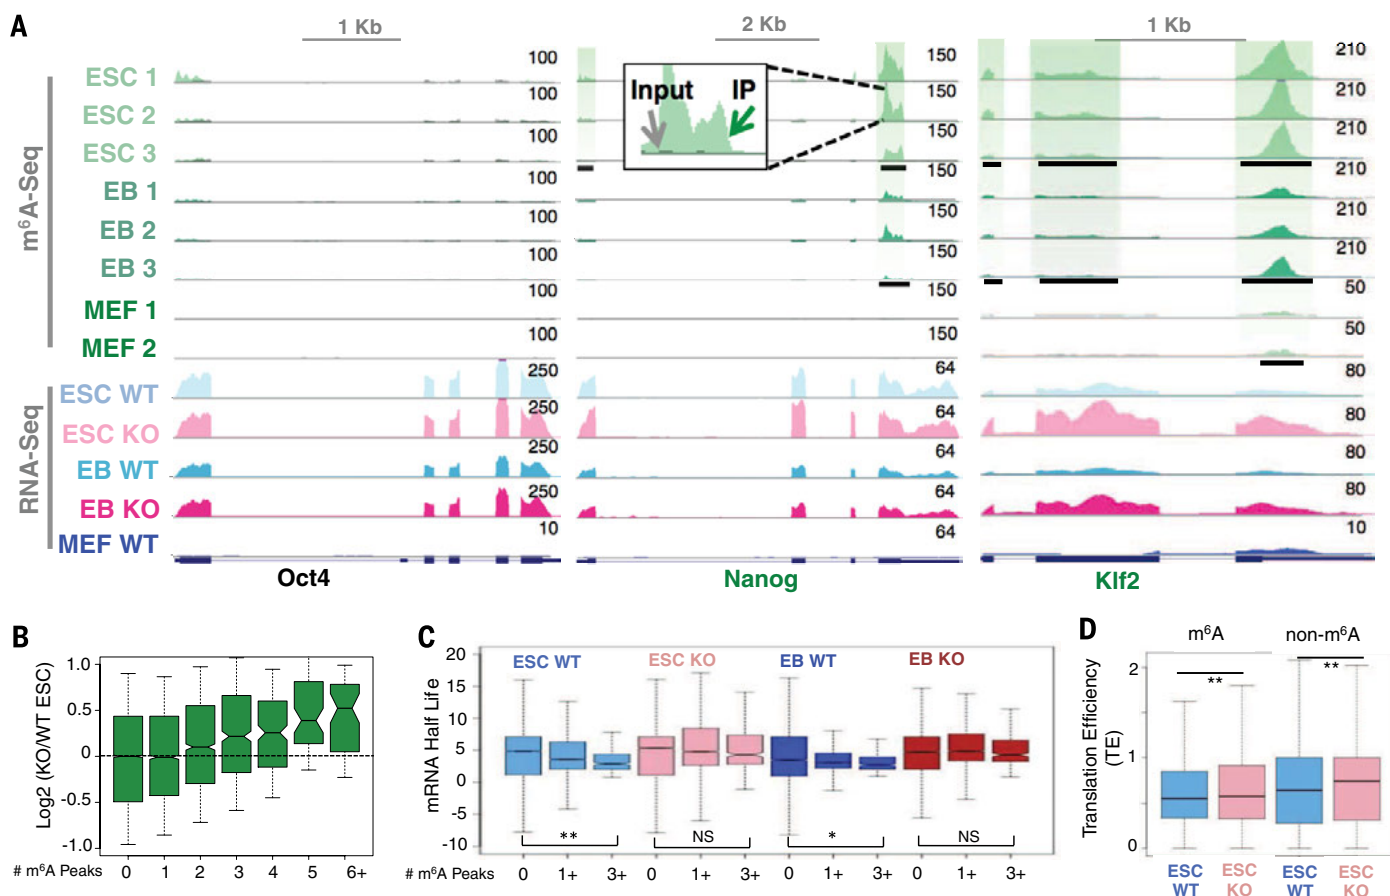 A
1 Kb
2 Kb
1 Kb
m⁶A-Seq
ESC 1
ESC 2
ESC 3
EB 1
EB 2
EB 3
MEF 1
MEF 2
RNA-Seq
ESC WT
ESC KO
EB WT
EB KO
MEF WT
100
100
100
100
100
100
100
100
250
250
250
250
10
Input
IP
150
150
150
150
150
150
150
150
64
64
64
64
64
210
210
210
210
210
210
50
50
80
80
80
80
10
Oct4
Nanog
Klf2
B
Log2 (KO/WT ESC)
1.0
0.5
0
-0.5
-1.0
# m⁶A Peaks
0 1 2 3 4 5 6+
C
mRNA Half Life
20
15
10
5
0
-5
-10
ESC WT
ESC KO
EB WT
EB KO
**
NS
*
NS
# m⁶A Peaks
0 1+ 3+ 0 1+ 3+ 0 1+ 3+ 0 1+ 3+
D
m⁶A
non-m⁶A
Translation Efficiency
(TE)
2
1
0
**
**
ESC WT
ESC KO
ESC WT
ESC KO